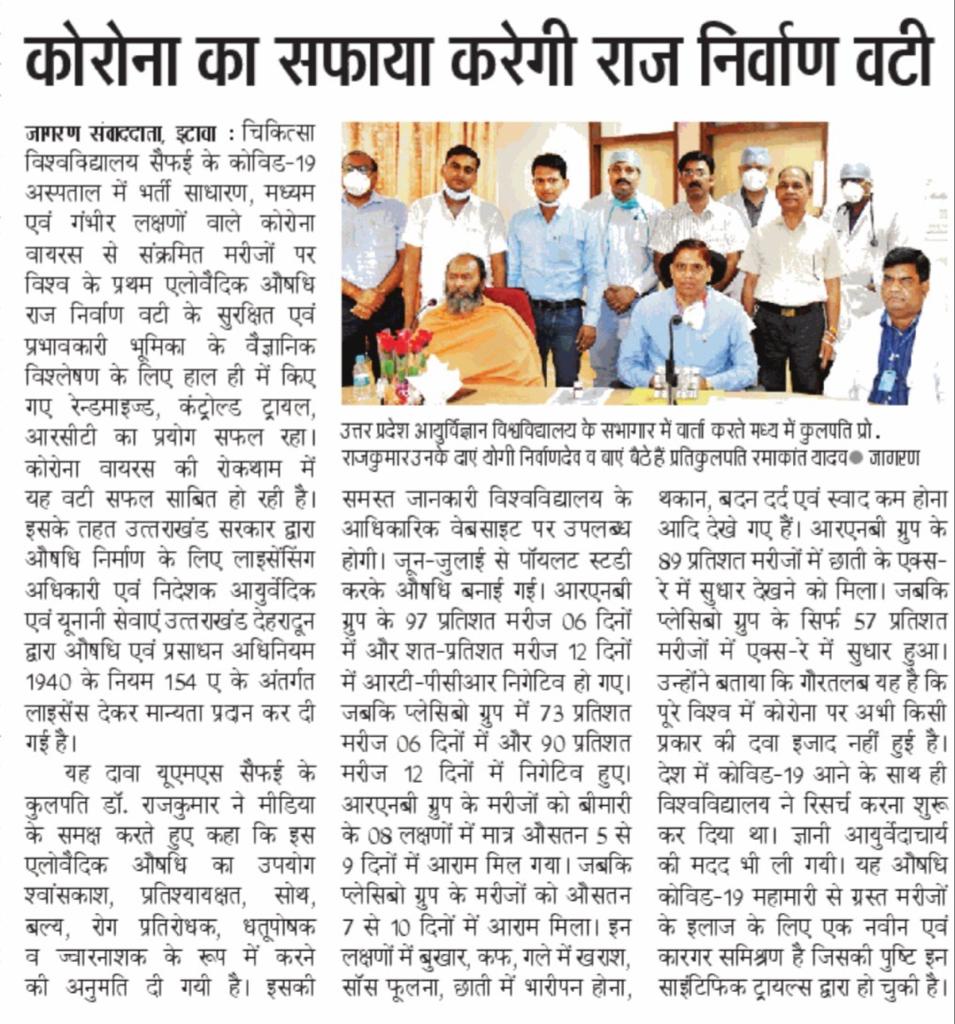 कोरोना का सफाया करेगी राज निर्वाण वटी
जागरण संवाददाता, इटावा : चिकित्सा
विश्वविद्यालय सैफई के कोविड-19
अस्पताल में भर्ती साधारण, मध्यम
एवं गंभीर लक्षणों वाले कोरोना
वायरस से संक्रमित मरीजों पर
विश्व के प्रथम एलोवैदिक औषधि
राज निर्वाण वटी के सुरक्षित एवं
प्रभावकारी भूमिका के वैज्ञानिक
विश्लेषण के लिए हाल ही में किए
गए रेन्डमाइज्ड, कंट्रोल्ड ट्रायल,
आरसीटी का प्रयोग सफल रहा।
कोरोना वायरस की रोकथाम में
यह वटी सफल साबित हो रही है।
इसके तहत उत्तराखंड सरकार द्वारा
औषधि निर्माण के लिए लाइसेंसिंग
अधिकारी एवं निदेशक आयुर्वेदिक
एवं यूनानी सेवाएं उत्तराखंड देहरादून
द्वारा औषधि एवं प्रसाधन अधिनियम
1940 के नियम 154 ए के अंतर्गत
लाइसेंस देकर मान्यता प्रदान कर दी
गई है।
यह दावा यूएमएस सैफई के
कुलपति डॉ. राजकुमार ने मीडिया
के समक्ष करते हुए कहा कि इस
एलोवैदिक औषधि का उपयोग
श्वांसकाश, प्रतिश्यायक्षत, सोथ,
बल्य, रोग प्रतिरोधक, धतूपोषक
व ज्वारनाशक के रूप में करने
की अनुमति दी गयी है। इसकी
उत्तर प्रदेश आयुर्विज्ञान विश्वविद्यालय के सभागार में वार्ता करते मध्य में कुलपति प्रो.
राजकुमार उनके दाएं योगी निर्वाणदेव व बाएं बैठे हैं प्रतिकुलपति रमाकांत यादव ● जागरण
समस्त जानकारी विश्वविद्यालय के
आधिकारिक वेबसाइट पर उपलब्ध
होगी। जून-जुलाई से पॉयलट स्टडी
करके औषधि बनाई गई। आरएनबी
ग्रुप के 97 प्रतिशत मरीज 06 दिनों
में और शत-प्रतिशत मरीज 12 दिनों
में आरटी-पीसीआर निगेटिव हो गए।
जबकि प्लेसिबो ग्रुप में 73 प्रतिशत
मरीज 06 दिनों में और 90 प्रतिशत
मरीज 12 दिनों में निगेटिव हुए।
आरएनबी ग्रुप के मरीजों को बीमारी
के 08 लक्षणों में मात्र औसतन 5 से
9 दिनों में आराम मिल गया। जबकि
प्लेसिबो ग्रुप के मरीजों को औसतन
7 से 10 दिनों में आराम मिला। इन
लक्षणों में बुखार, कफ, गले में खराश,
सॉस फूलना, छाती में भारीपन होना,
थकान, बदन दर्द एवं स्वाद कम होना
आदि देखे गए हैं। आरएनबी ग्रुप के
89 प्रतिशत मरीजों में छाती के एक्स-
रे में सुधार देखने को मिला। जबकि
प्लेसिबो ग्रुप के सिर्फ 57 प्रतिशत
मरीजों में एक्स-रे में सुधार हुआ।
उन्होंने बताया कि गौरतलब यह है कि
पूरे विश्व में कोरोना पर अभी किसी
प्रकार की दवा इजाद नहीं हुई है।
देश में कोविड-19 आने के साथ ही
विश्वविद्यालय ने रिसर्च करना शुरू
कर दिया था। ज्ञानी आयुर्वेदाचार्य
की मदद भी ली गयी। यह औषधि
कोविड-19 महामारी से ग्रस्त मरीजों
के इलाज के लिए एक नवीन एवं
कारगर समिश्रण है जिसकी पुष्टि इन
साइंटिफिक ट्रायल्स द्वारा हो चुकी है।